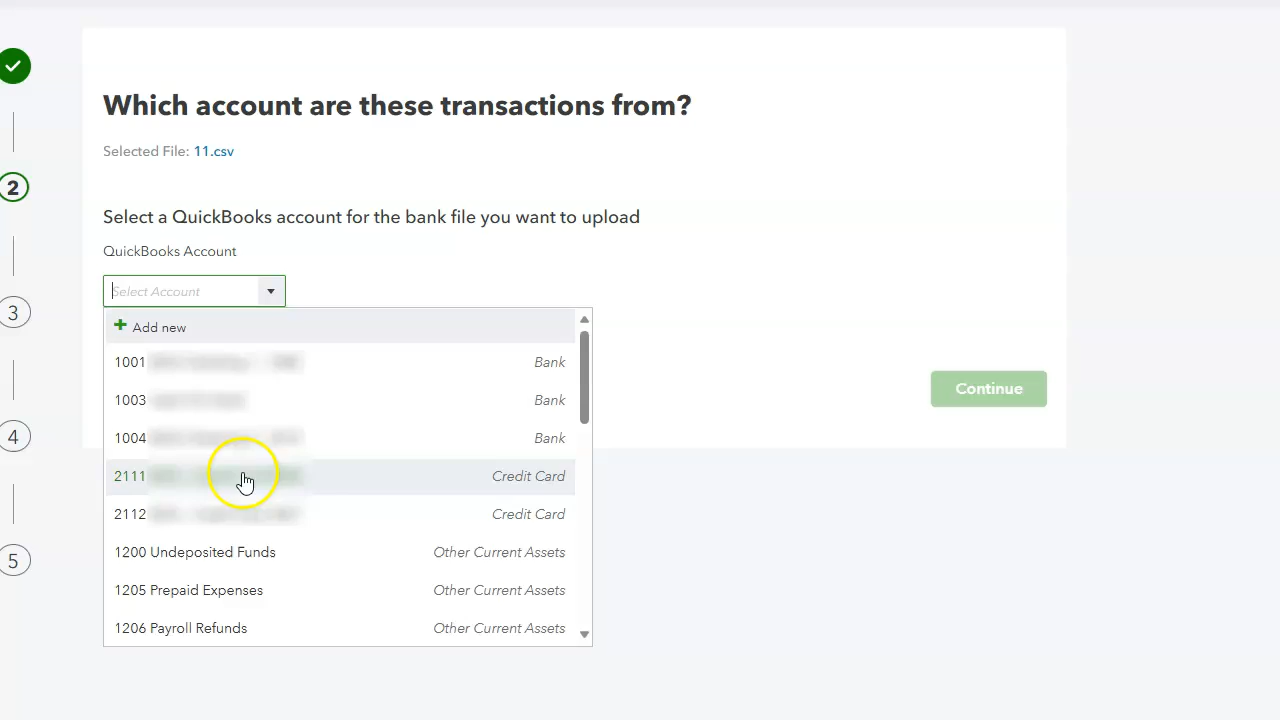 Which account are these transactions from?
Selected File: 11.csv
2
Select a QuickBooks account for the bank file you want to upload
QuickBooks Account
Select Account
3
Add new
1001 Bank
1003 Bank
Continue
1004 Bank
4
2111 Credit Card
2112 Credit Card
1200 Undeposited Funds Other Current Assets
5
1205 Prepaid Expenses Other Current Assets
1206 Payroll Refunds Other Current Assets